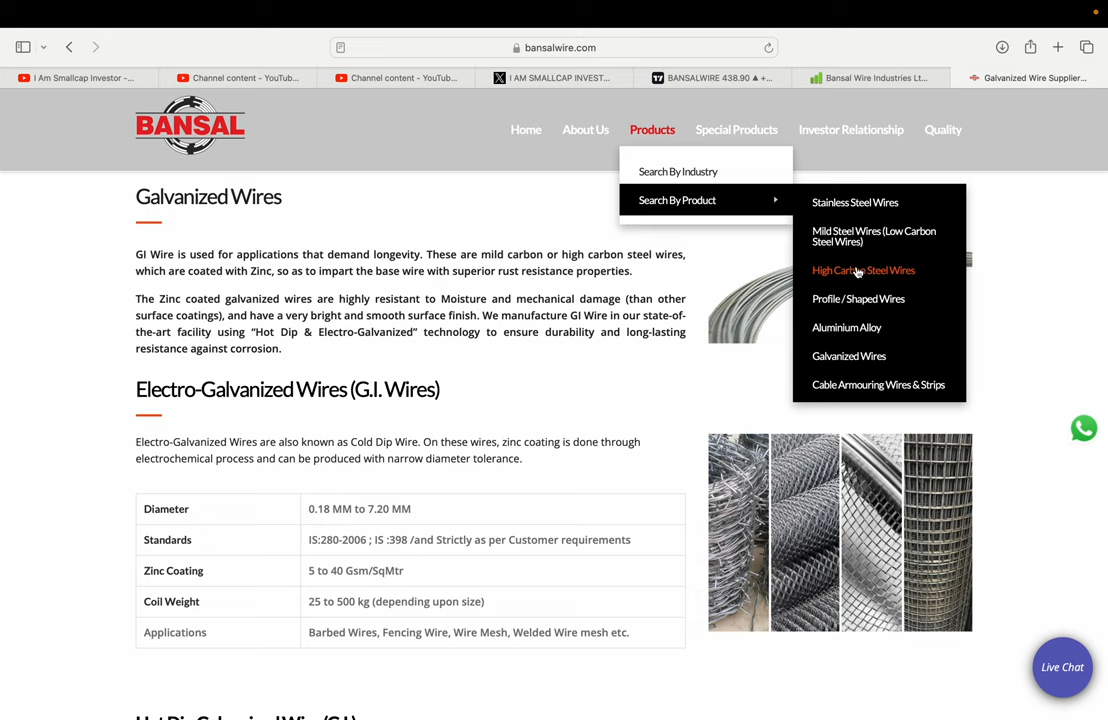 bansalwire.com
I Am Smallcap Investor -...
Channel content - YouTub...
Channel content - YouTub...
I AM SMALLCAP INVEST...
BANSALWIRE 438.90 ▲ +...
Bansal Wire Industries Lt...
Galvanized Wire Supplier...
BANSAL
Home
About Us
Products
Special Products
Investor Relationship
Quality
Search By Industry
Search By Product
Stainless Steel Wires
Mild Steel Wires (Low Carbon
Steel Wires)
High Carbon Steel Wires
Profile / Shaped Wires
Aluminium Alloy
Galvanized Wires
Cable Armouring Wires & Strips
Galvanized Wires
GI Wire is used for applications that demand longevity. These are mild carbon or high carbon steel wires,
which are coated with Zinc, so as to impart the base wire with superior rust resistance properties.
The Zinc coated galvanized wires are highly resistant to Moisture and mechanical damage (than other
surface coatings), and have a very bright and smooth surface finish. We manufacture GI Wire in our state-of-
the-art facility using “Hot Dip & Electro-Galvanized” technology to ensure durability and long-lasting
resistance against corrosion.
Electro-Galvanized Wires (G.I. Wires)
Electro-Galvanized Wires are also known as Cold Dip Wire. On these wires, zinc coating is done through
electrochemical process and can be produced with narrow diameter tolerance.
Diameter 0.18 MM to 7.20 MM
Standards IS:280-2006 ; IS :398 /and Strictly as per Customer requirements
Zinc Coating 5 to 40 Gsm/SqMtr
Coil Weight 25 to 500 kg (depending upon size)
Applications Barbed Wires, Fencing Wire, Wire Mesh, Welded Wire mesh etc.
Live Chat
Hot Dip Galvanized Wire (G.I.)